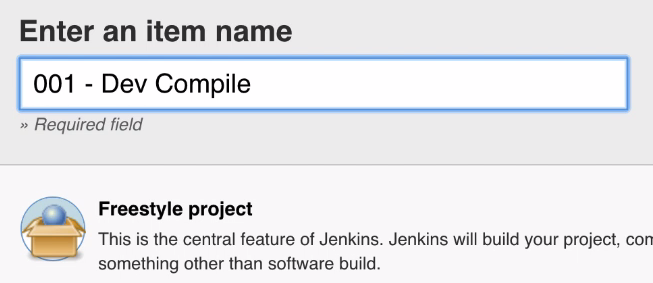 Enter an item name
001 - Dev Compile
» Required field
Freestyle project
This is the central feature of Jenkins. Jenkins will build your project, com
something other than software build.